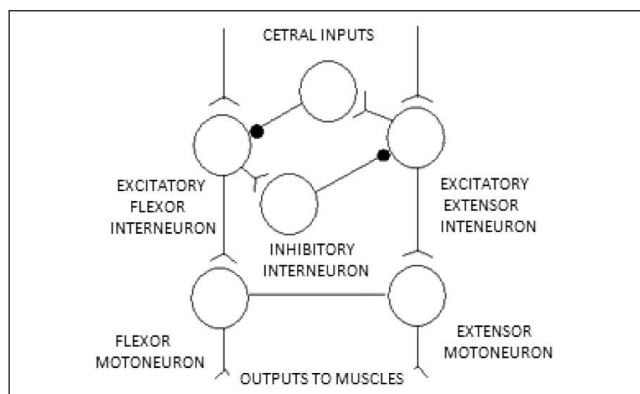 CETRAL INPUTS
EXCITATORY
FLEXOR
INTERNEURON
EXCITATORY
EXTENSOR
INTENEURON
INHIBITORY
INTERNEURON
FLEXOR
MOTONEURON
EXTENSOR
MOTONEURON
OUTPUTS TO MUSCLES